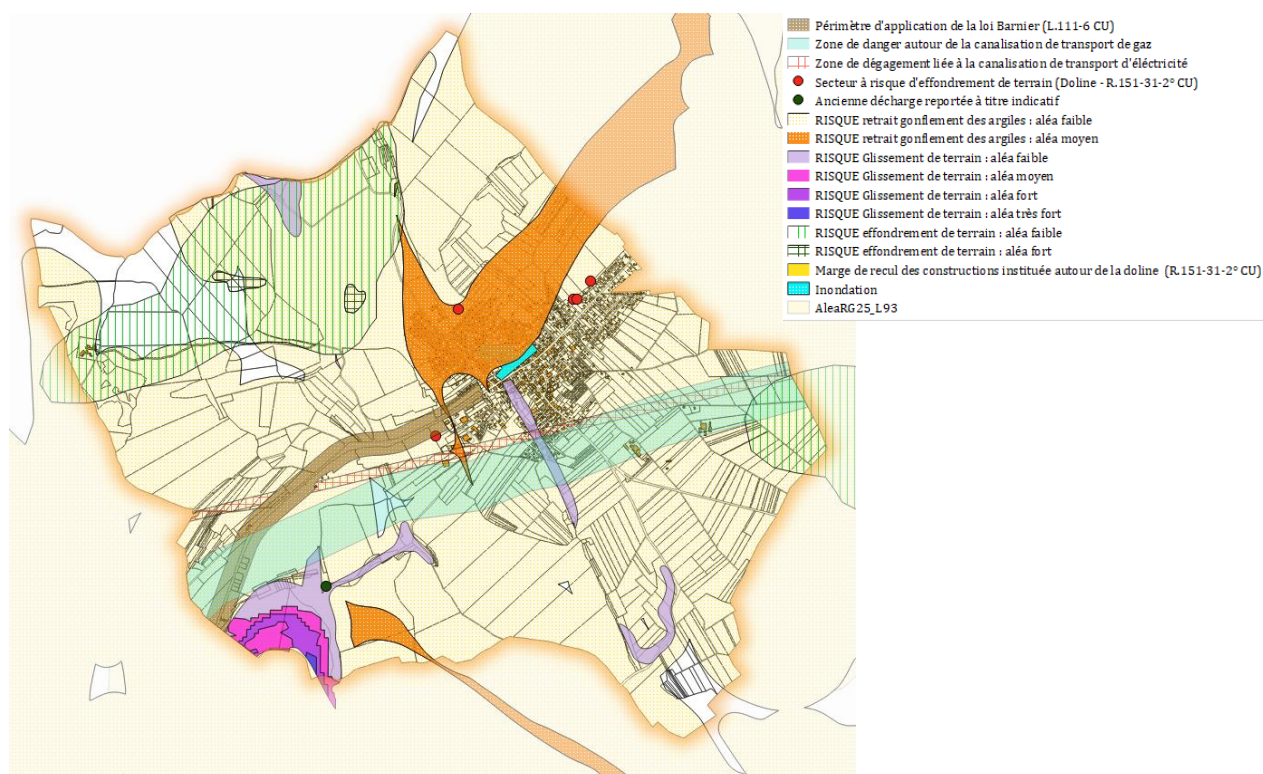 Périmètre d'application de la loi Barnier (L.111-6 CU)
Zone de danger autour de la canalisation de transport de gaz
Zone de dégagement liée à la canalisation de transport d'éléctricité
Secteur à risque d'effondrement de terrain (Doline - R.151-31-2° CU)
Ancienne décharge reportée à titre indicatif
RISQUE retrait gonflement des argiles : aléa faible
RISQUE retrait gonflement des argiles : aléa moyen
RISQUE Glissement de terrain : aléa faible
RISQUE Glissement de terrain : aléa moyen
RISQUE Glissement de terrain : aléa fort
RISQUE Glissement de terrain : aléa très fort
RISQUE effondrement de terrain : aléa faible
RISQUE effondrement de terrain : aléa fort
Marge de recul des constructions instituée autour de la doline (R.151-31-2° CU)
Inondation
AleaRG25_L93